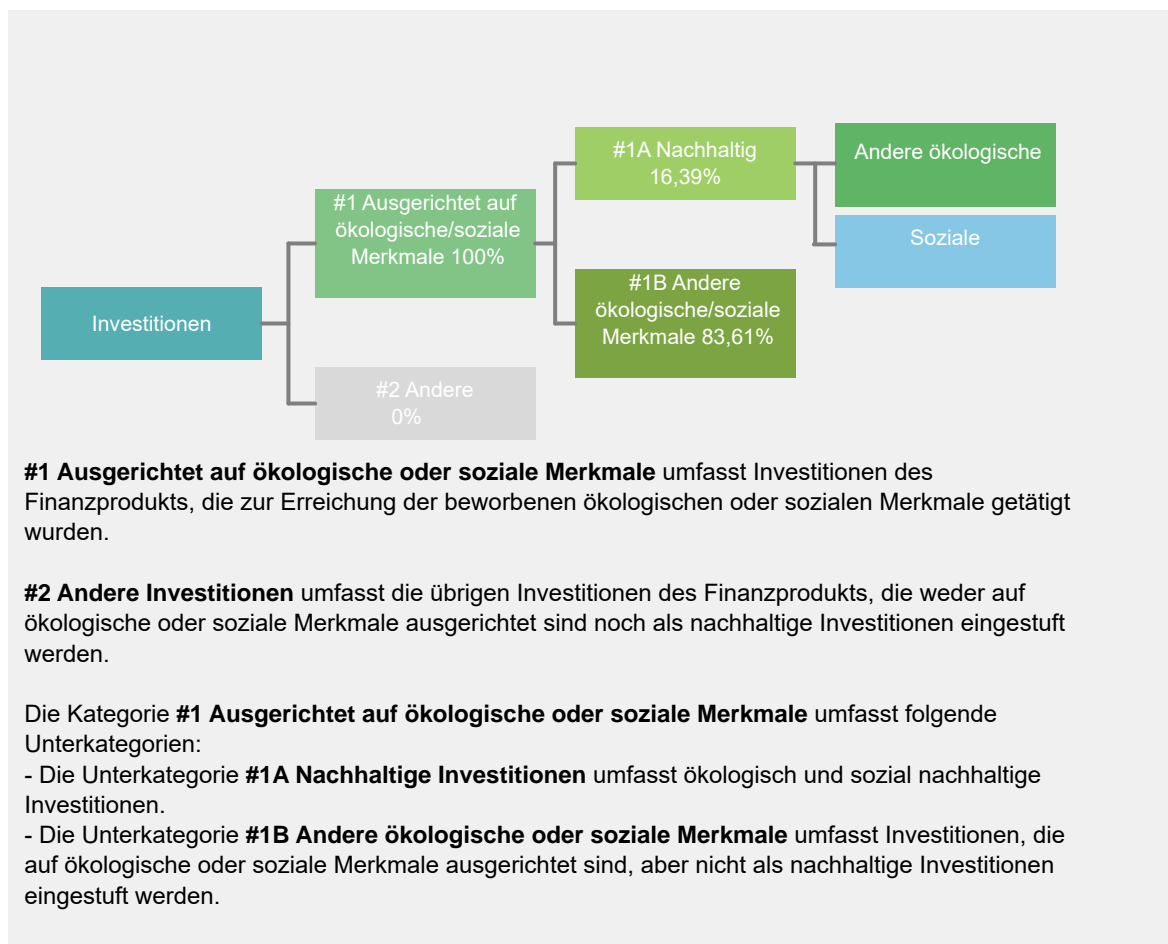 #1A Nachhaltig
16,39%
Andere ökologische
#1 Ausgerichtet auf
ökologische/soziale
Merkmale 100%
Soziale
#1B Andere
ökologische/soziale
Merkmale 83,61%
Investitionen
#2 Andere
0%
#1 Ausgerichtet auf ökologische oder soziale Merkmale umfasst Investitionen des
Finanzprodukts, die zur Erreichung der beworbenen ökologischen oder sozialen Merkmale getätigt
wurden.
#2 Andere Investitionen umfasst die übrigen Investitionen des Finanzprodukts, die weder auf
ökologische oder soziale Merkmale ausgerichtet sind noch als nachhaltige Investitionen eingestuft
werden.
Die Kategorie #1 Ausgerichtet auf ökologische oder soziale Merkmale umfasst folgende
Unterkategorien:
- Die Unterkategorie #1A Nachhaltige Investitionen umfasst ökologisch und sozial nachhaltige
Investitionen.
- Die Unterkategorie #1B Andere ökologische oder soziale Merkmale umfasst Investitionen, die
auf ökologische oder soziale Merkmale ausgerichtet sind, aber nicht als nachhaltige Investitionen
eingestuft werden.